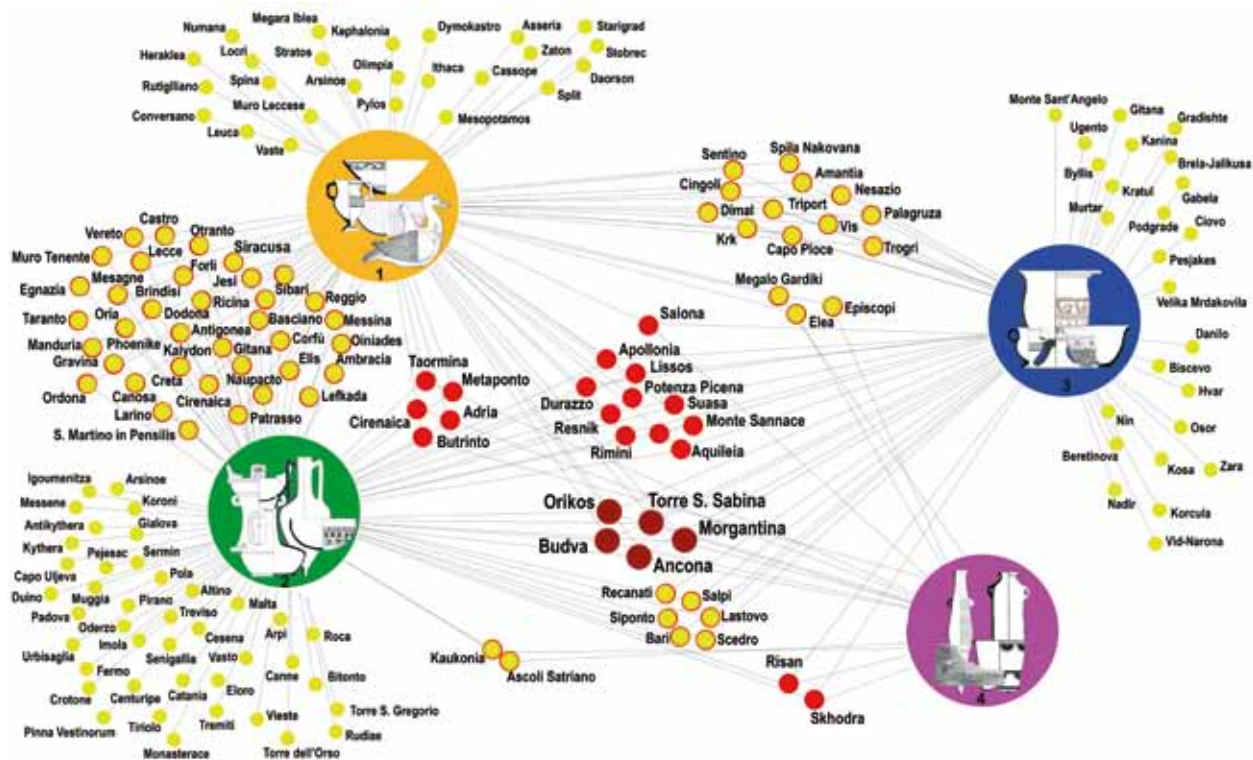 Megara Iblea
Numana
Kephalonia
Dymokastro
Asseria
Starigrad
Locri
Stratos
Zaton
Stobrec
Heraklea
Olimpia
Ithaca
Cassope
Daorson
Spina
Arsinos
Rutigliano
Split
Muro Leccese
Pylos
Mesopotamos
Conversano
Leuca
Vaste
1
Monte Sant'Angelo
Gitana
Gradishte
Ugento
Kanina
Brela-Jalikusa
Byllis
Kratul
Gabela
Murtar
Podgrade
Ciovo
Pesjakes
Velika Mrdakovila
3
Danilo
Biscevo
Hvar
Nin
Osor
Beretinova
Kosa
Zara
Nadir
Korcula
Vid-Narona
Sentino
Spila Nakovana
Amantia
Cingoli
Nesazio
Dimal
Triport
Palagruza
Vis
Krk
Capo Ploce
Trogri
Megalo Gardiki
Episcopi
Elea
Castro
Vereto
Otranto
Muro Tenente
Lecce
Siracusa
Forli
Mesagne
Jesi
Egnazia
Brindisi
Sibari
Ricina
Reggio
Oria
Dodona
Taranto
Basciano
Messina
Phoenike
Antigonea
Manduria
Kalydon
Gitana
Corfù
Oiniades
Gravina
Elis
Ambracia
Creta
Naupacto
Ordona
Canosa
Cirenaica
Lefkada
Larino
Patrasso
S. Martino in Pensilis
Salona
Apollonia
Lissos
Taormina
Metaponto
Potenza Picena
Durazzo
Suasa
Adria
Cirenaica
Resnik
Monte Sannace
Butrinto
Rimini
Aquileia
2
Orikos
Torre S. Sabina
Morgantina
Budva
Ancona
Recanati
Salpi
Siponto
Lastovo
Bari
Scedro
Kaukonia
Ascoli Satriano
Risan
Skhodra
4
Igoumenitza
Arsinoe
Messene
Koroni
Antikythera
Gialova
Kythera
Pejesac
Sermin
Capo Uljeva
Pola
Duino
Muggia
Altino
Malta
Padova
Pirano
Treviso
Oderzo
Arpi
Roca
Imola
Cesena
Urbisaglia
Senigallia
Vasto
Fermo
Canne
Bitonto
Crotone
Centuripe
Catania
Eloro
Torre S. Gregorio
Pinna Vestinorum
Tiriolo
Tremiti
Vieste
Rudiae
Monasterace
Torre dell'Orso